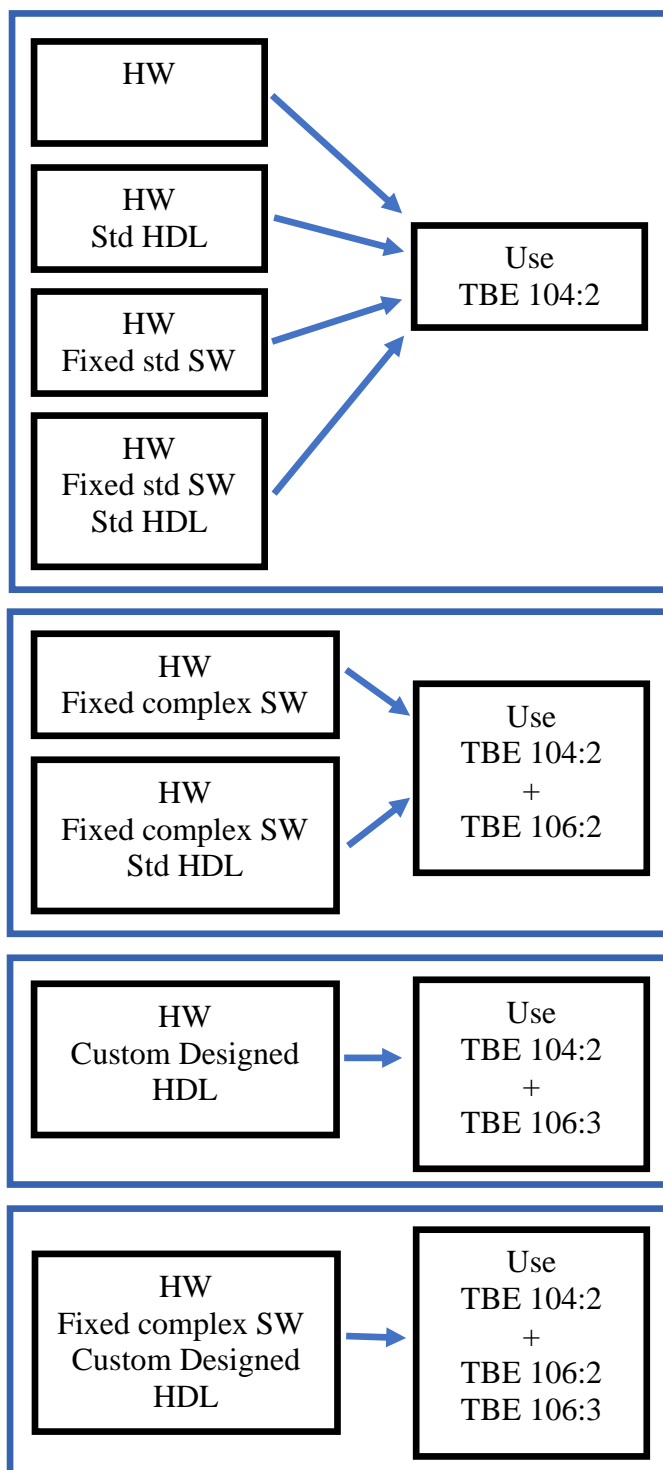 HW
HW
Std HDL
HW
Fixed std SW
HW
Fixed std SW
Std HDL
Use
TBE 104:2
HW
Fixed complex SW
HW
Fixed complex SW
Std HDL
Use
TBE 104:2
+
TBE 106:2
HW
Custom Designed
HDL
Use
TBE 104:2
+
TBE 106:3
HW
Fixed complex SW
Custom Designed
HDL
Use
TBE 104:2
+
TBE 106:2
TBE 106:3